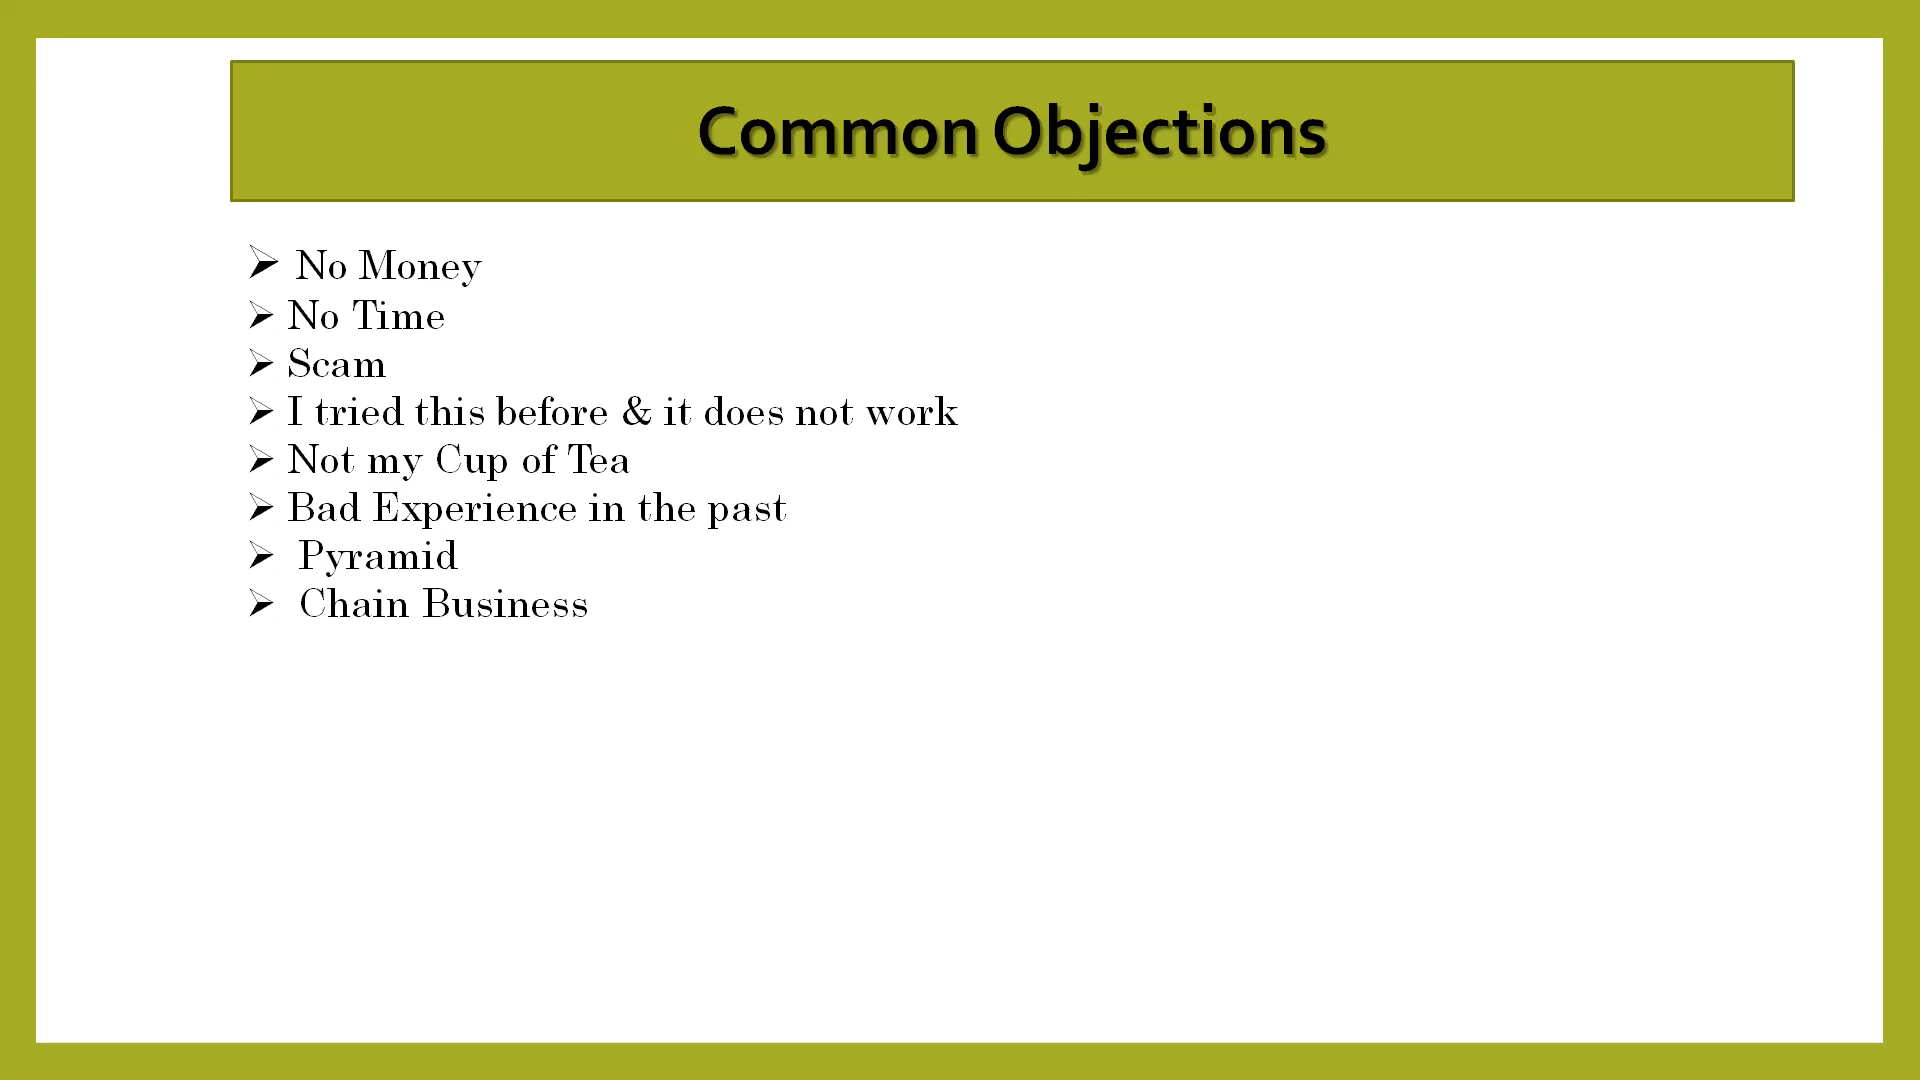 Common Objections
➢ No Money
➢ No Time
➢ Scam
➢ I tried this before & it does not work
➢ Not my Cup of Tea
➢ Bad Experience in the past
➢ Pyramid
➢ Chain Business